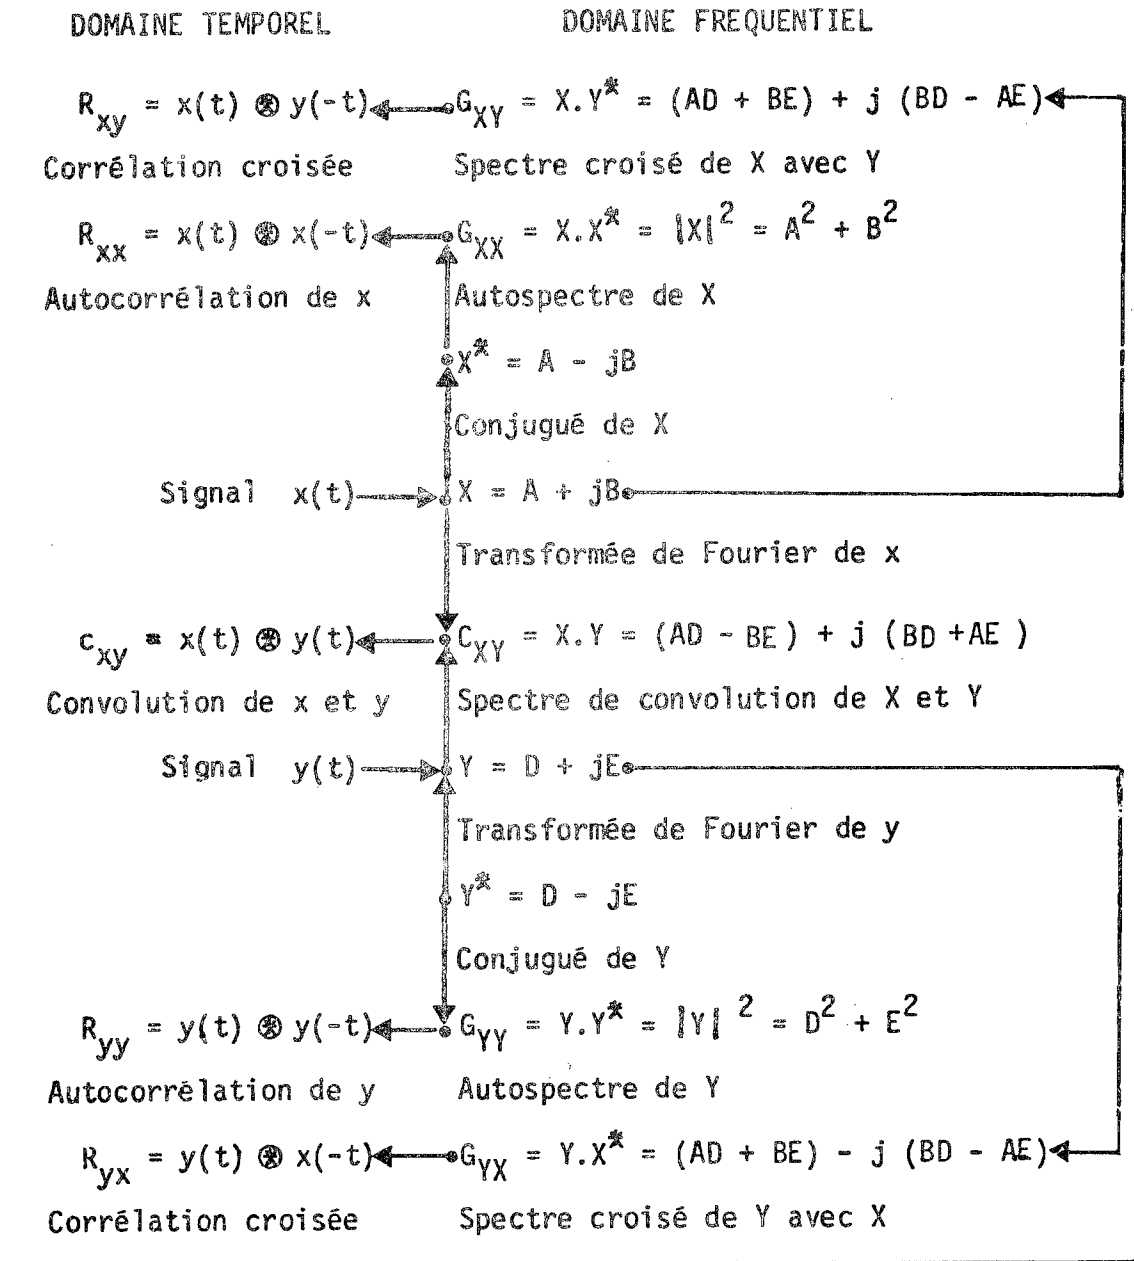 DOMAINE TEMPOREL DOMAINE FREQUENTIEL
R_xy = x(t) ⊛ y(-t) G_XY = X.Y* = (AD + BE) + j (BD - AE)
Corrélation croisée Spectre croisé de X avec Y
R_xx = x(t) ⊛ x(-t) G_XX = X.X* = |X|² = A² + B²
Autocorrélation de x Autospectre de X
X* = A - jB
Conjugué de X
Signal x(t) X = A + jB
Transformée de Fourier de x
c_xy = x(t) ⊛ y(t) C_XY = X.Y = (AD - BE) + j (BD +AE )
Convolution de x et y Spectre de convolution de X et Y
Signal y(t) Y = D + jE
Transformée de Fourier de y
Y* = D - jE
Conjugué de Y
R_yy = y(t) ⊛ y(-t) G_YY = Y.Y* = |Y| ² = D² + E²
Autocorrélation de y Autospectre de Y
R_yx = y(t) ⊛ x(-t) G_YX = Y.X* = (AD + BE) - j (BD - AE)
Corrélation croisée Spectre croisé de Y avec X